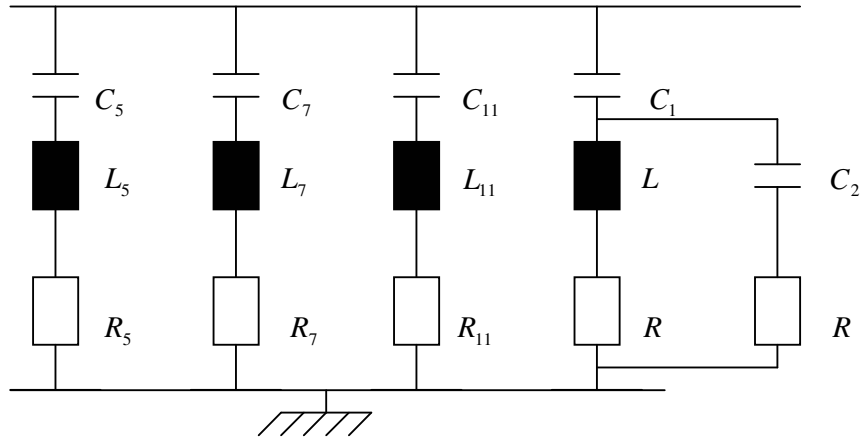 C₅ C₇ C₁₁ C₁
L₅ L₇ L₁₁ L C₂
R₅ R₇ R₁₁ R R